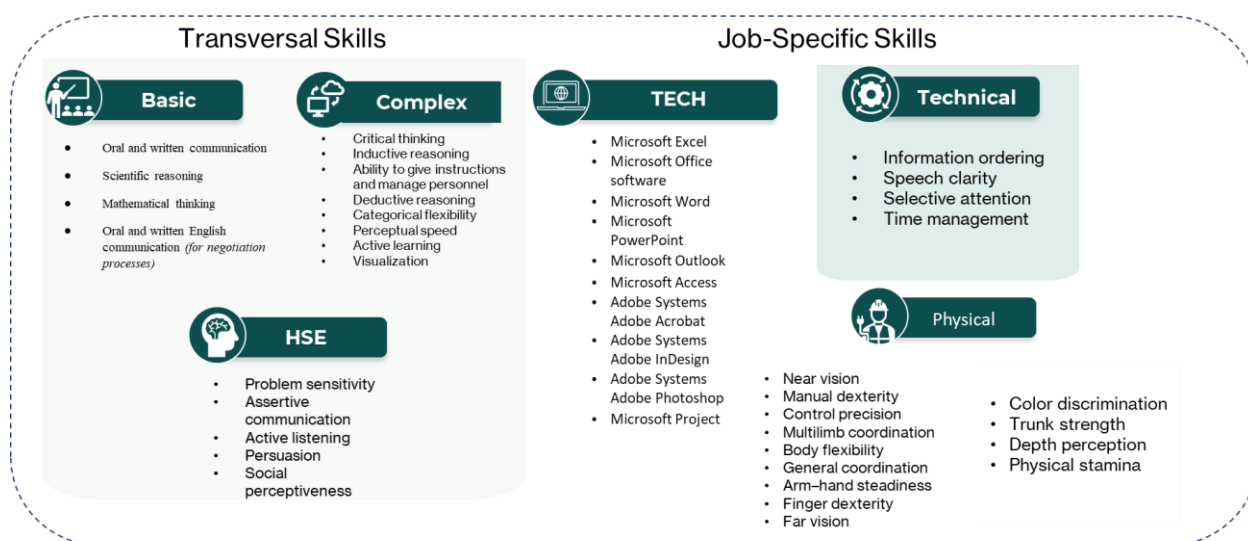 Transversal Skills
Basic
• Oral and written communication
• Scientific reasoning
• Mathematical thinking
• Oral and written English
communication (for negotiation
processes)
Complex
• Critical thinking
• Inductive reasoning
• Ability to give instructions
and manage personnel
• Deductive reasoning
• Categorical flexibility
• Perceptual speed
• Active learning
• Visualization
HSE
• Problem sensitivity
• Assertive
communication
• Active listening
• Persuasion
• Social
perceptiveness
Job-Specific Skills
TECH
• Microsoft Excel
• Microsoft Office
software
• Microsoft Word
• Microsoft
PowerPoint
• Microsoft Outlook
• Microsoft Access
• Adobe Systems
Adobe Acrobat
• Adobe Systems
Adobe InDesign
• Adobe Systems
Adobe Photoshop
• Microsoft Project
Technical
• Information ordering
• Speech clarity
• Selective attention
• Time management
Physical
• Near vision
• Manual dexterity
• Control precision
• Multilimb coordination
• Body flexibility
• General coordination
• Arm–hand steadiness
• Finger dexterity
• Far vision
• Color discrimination
• Trunk strength
• Depth perception
• Physical stamina